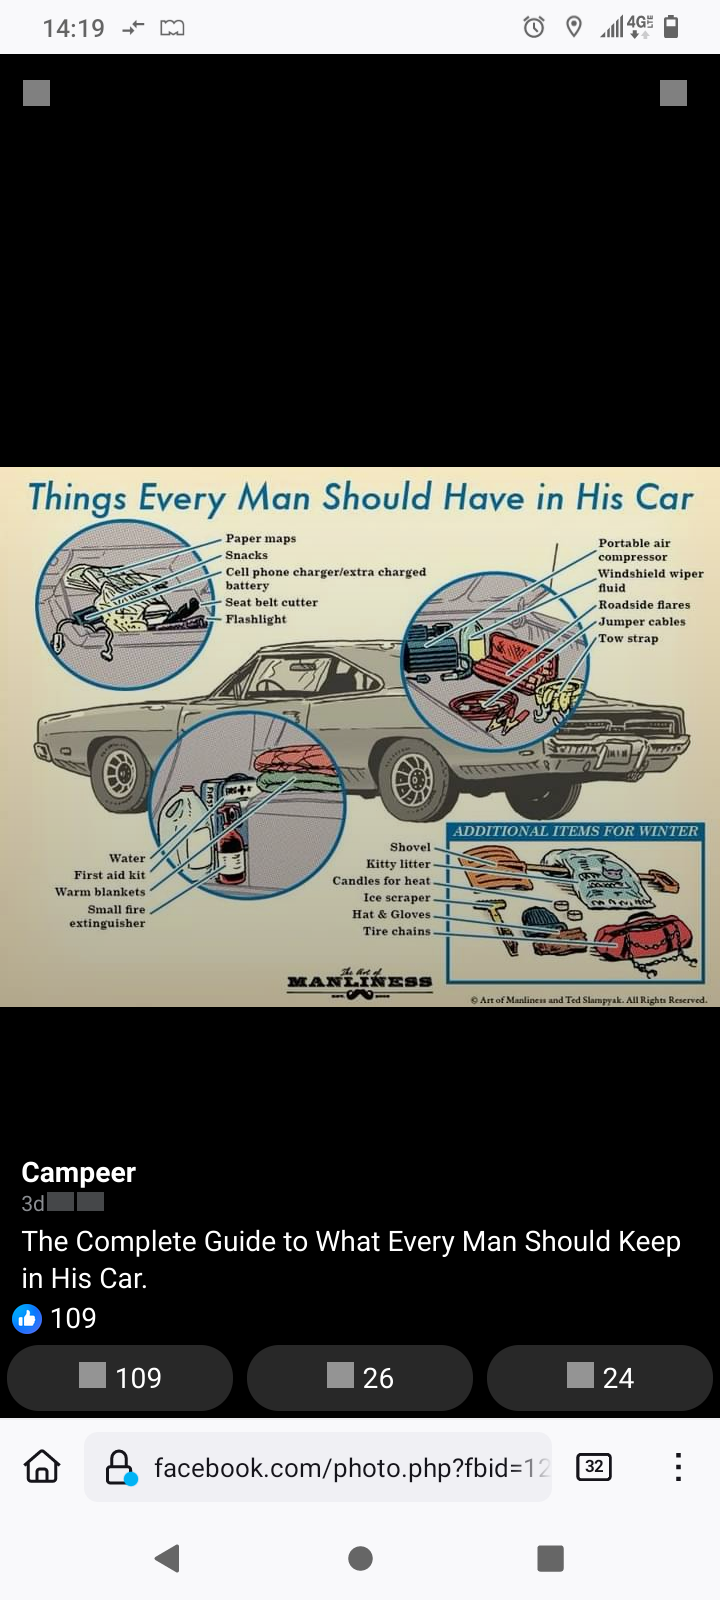 14:19
4G
LTE
Things Every Man Should Have in His Car
Paper maps
Snacks
Cell phone charger/extra charged
battery
Seat belt cutter
Flashlight
Portable air
compressor
Windshield wiper
fluid
Roadside flares
Jumper cables
Tow strap
Water
First aid kit
Warm blankets
Small fire
extinguisher
ADDITIONAL ITEMS FOR WINTER
Shovel
Kitty litter
Candles for heat
Ice scraper
Hat & Gloves
Tire chains
The Art of
MANLINESS
© Art of Manliness and Ted Slampyak. All Rights Reserved.
Campeer
3d
The Complete Guide to What Every Man Should Keep
in His Car.
109
109
26
24
facebook.com/photo.php?fbid=12
32